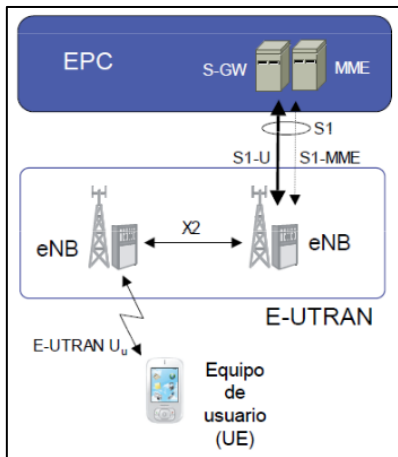 EPC
S-GW
MME
S1
S1-U
S1-MME
X2
eNB
eNB
E-UTRAN
E-UTRAN Uu
Equipo
de
usuario
(UE)